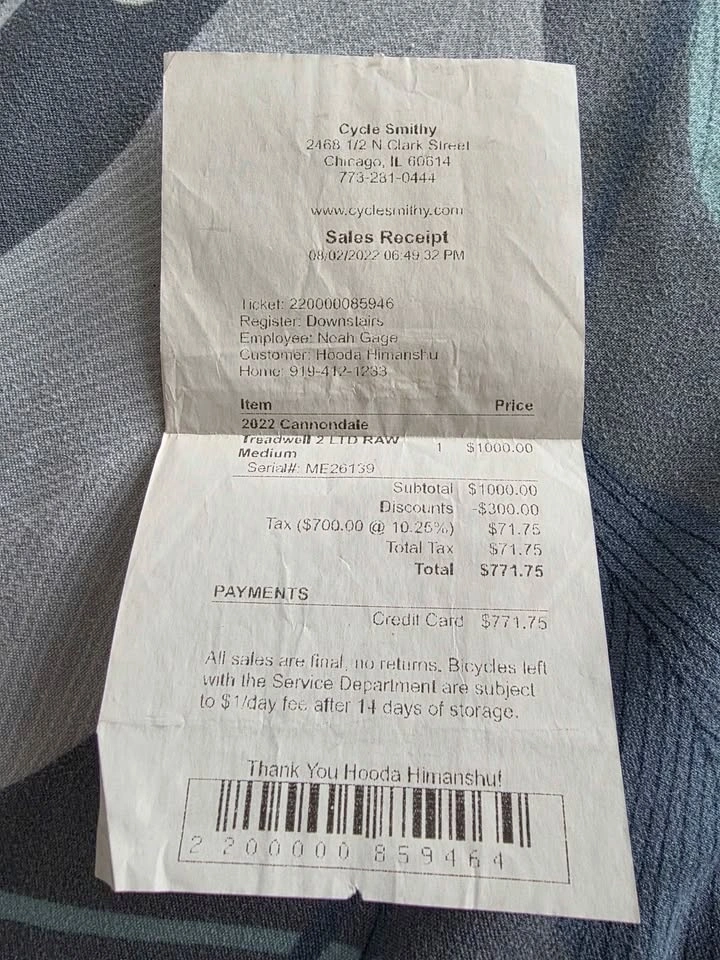 Cycle Smithy
2468 1/2 N Clark Street
Chicago, IL 60614
773-281-0444
www.cyclesmithy.com
Sales Receipt
08/02/2022 06:49:32 PM
Ticket: 220000085946
Register: Downstairs
Employee: Noah Gage
Customer: Hooda Himanshu
Home: 919-412-1233
Item Price
2022 Cannondale
Treadwell 2 LTD RAW 1 $1000.00
Medium
Serial#: ME26139
Subtotal $1000.00
Discounts -$300.00
Tax ($700.00 @ 10.25%) $71.75
Total Tax $71.75
Total $771.75
PAYMENTS
Credit Card $771.75
All sales are final, no returns. Bicycles left
with the Service Department are subject
to $1/day fee after 14 days of storage.
Thank You Hooda Himanshu!
2 200000 859464